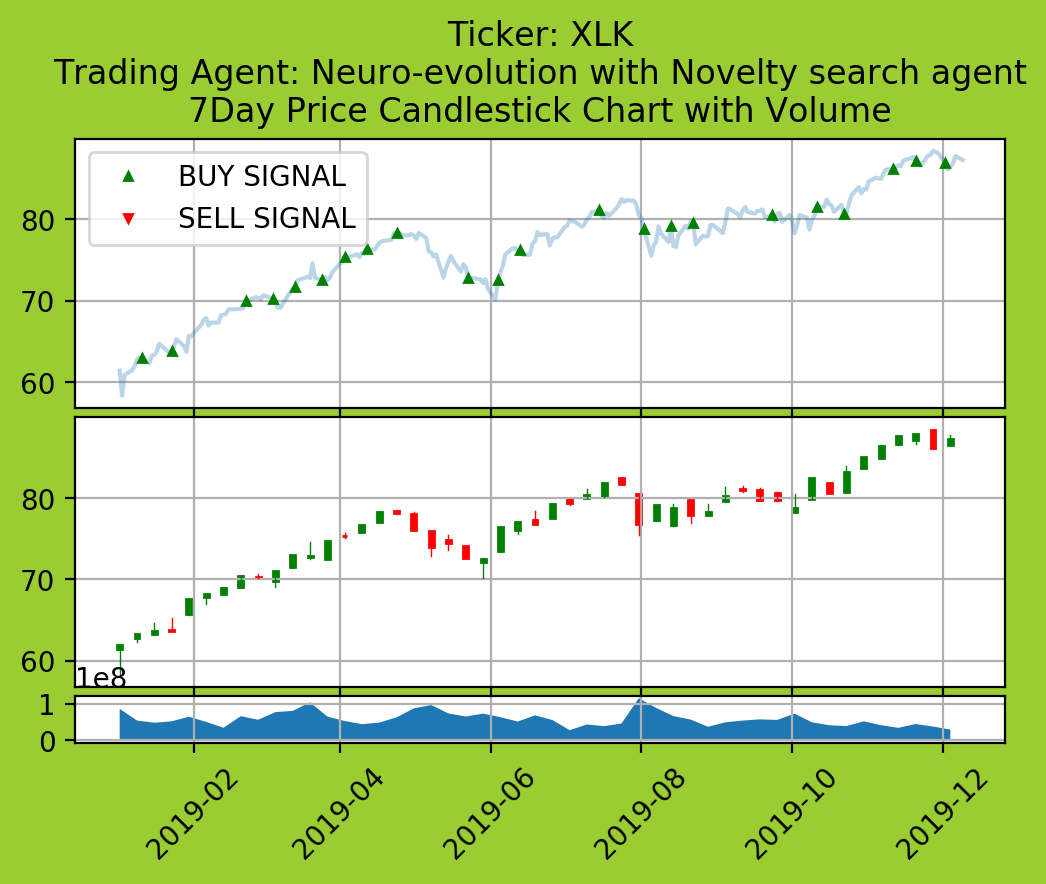 Ticker: XLK
Trading Agent: Neuro-evolution with Novelty search agent
7Day Price Candlestick Chart with Volume
BUY SIGNAL
SELL SIGNAL
80
70
60
80
70
60
1e8
1
0
2019-02
2019-04
2019-06
2019-08
2019-10
2019-12